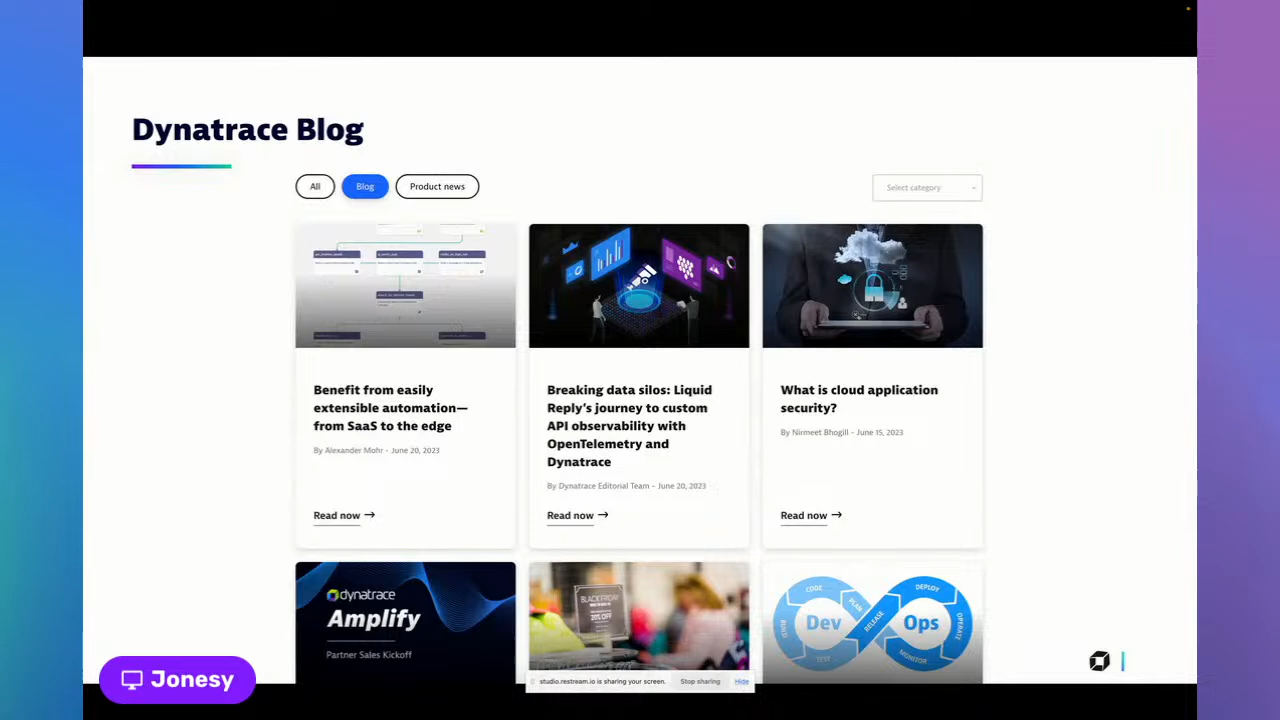 Dynatrace Blog
All
Blog
Product news
Select category
Benefit from easily
extensible automation—
from SaaS to the edge
By Alexander Mohr - June 20, 2023
Read now
Breaking data silos: Liquid
Reply's journey to custom
API observability with
OpenTelemetry and
Dynatrace
By Dynatrace Editorial Team - June 20, 2023
Read now
What is cloud application
security?
By Nirmeet Bhogill - June 15, 2023
Read now
dynatrace
Amplify
Partner Sales Kickoff
BLACK FRIDAY
20% OFF
CODE
BUILD
TEST
PLAN
RELEASE
DEPLOY
OPERATE
MONITOR
Dev
Ops
Jonesy
studio.restream.io is sharing your screen.
Stop sharing
Hide